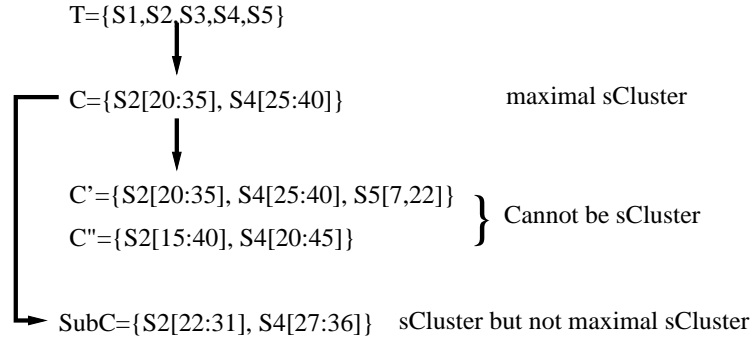 T={S1,S2,S3,S4,S5}
C={S2[20:35], S4[25:40]} maximal sCluster
C’={S2[20:35], S4[25:40], S5[7,22]}
} Cannot be sCluster
C"={S2[15:40], S4[20:45]}
SubC={S2[22:31], S4[27:36]} sCluster but not maximal sCluster